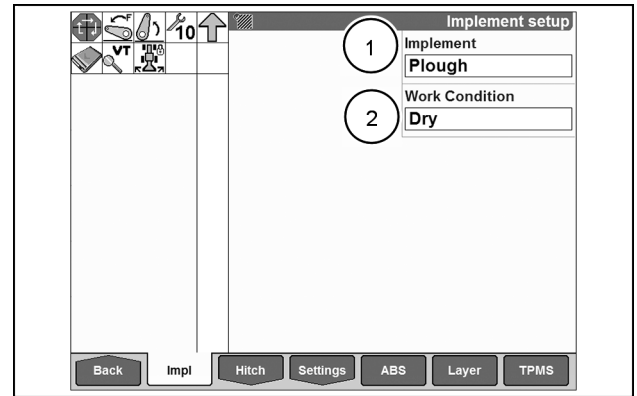 Implement setup
F
10
VT
1
Implement
Plough
2
Work Condition
Dry
Back
Impl
Hitch
Settings
ABS
Layer
TPMS